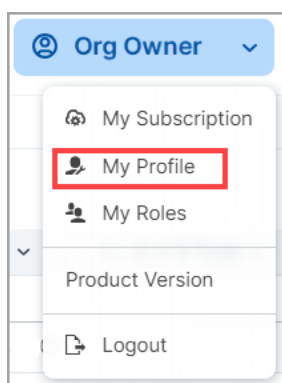 Org Owner
My Subscription
My Profile
My Roles
Product Version
Logout